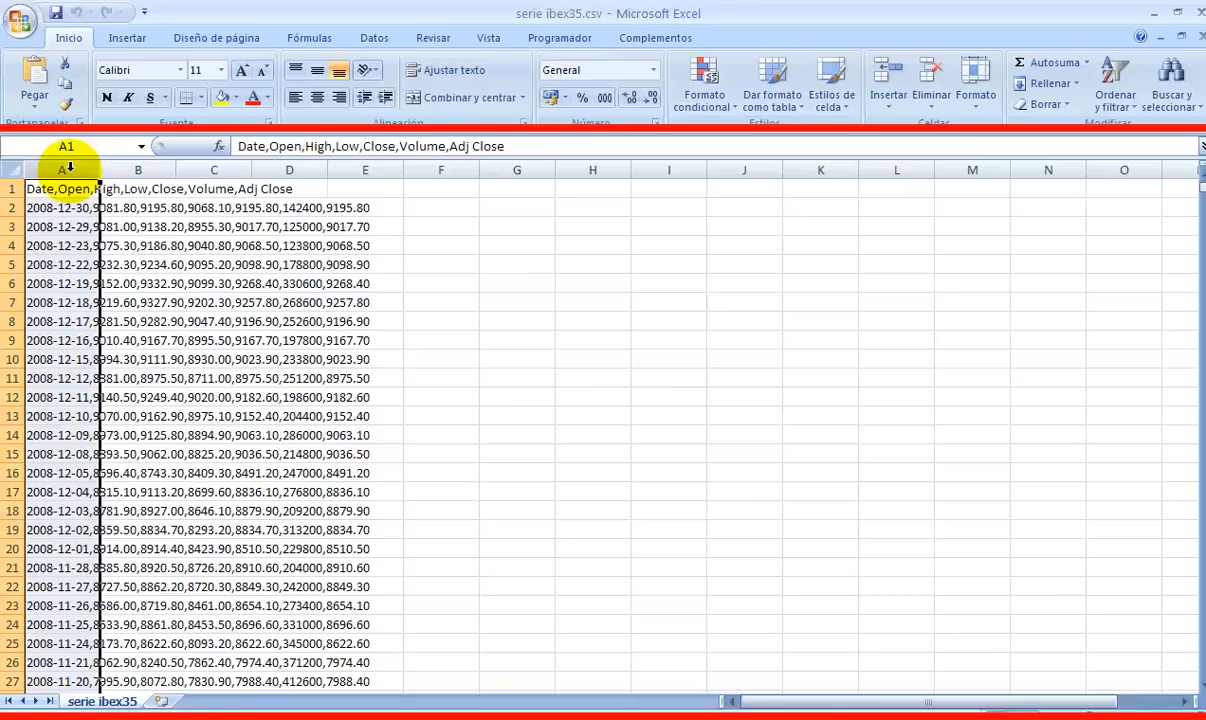 serie ibex35.csv - Microsoft Excel
Inicio Insertar Diseño de página Fórmulas Datos Revisar Vista Programador Complementos
Pegar
Portapapeles
Calibri 11
N K S
Fuente
Ajustar texto
Combinar y centrar
Alineación
General
% 000
Número
Formato condicional
Dar formato como tabla
Estilos de celda
Estilos
Insertar Eliminar Formato
Celdas
Σ Autosuma
Rellenar
Borrar
Ordenar y filtrar
Buscar y seleccionar
Modificar
A1 fx Date,Open,High,Low,Close,Volume,Adj Close
A B C D E F G H I J K L M N O
1 Date,Open,High,Low,Close,Volume,Adj Close
2 2008-12-30,9081.80,9195.80,9068.10,9195.80,142400,9195.80
3 2008-12-29,9081.00,9138.20,8955.30,9017.70,125000,9017.70
4 2008-12-23,9075.30,9186.80,9040.80,9068.50,123800,9068.50
5 2008-12-22,9232.30,9234.60,9095.20,9098.90,178800,9098.90
6 2008-12-19,9152.00,9332.90,9099.30,9268.40,330600,9268.40
7 2008-12-18,9219.60,9327.90,9202.30,9257.80,268600,9257.80
8 2008-12-17,9281.50,9282.90,9047.40,9196.90,252600,9196.90
9 2008-12-16,9010.40,9167.70,8995.50,9167.70,197800,9167.70
10 2008-12-15,8994.30,9111.90,8930.00,9023.90,233800,9023.90
11 2008-12-12,8881.00,8975.50,8711.00,8975.50,251200,8975.50
12 2008-12-11,9140.50,9249.40,9020.00,9182.60,198600,9182.60
13 2008-12-10,9070.00,9162.90,8975.10,9152.40,204400,9152.40
14 2008-12-09,8973.00,9125.80,8894.90,9063.10,286000,9063.10
15 2008-12-08,8893.50,9062.00,8825.20,9036.50,214800,9036.50
16 2008-12-05,8696.40,8743.30,8409.30,8491.20,247000,8491.20
17 2008-12-04,8815.10,9113.20,8699.60,8836.10,276800,8836.10
18 2008-12-03,8781.90,8927.00,8646.10,8879.90,209200,8879.90
19 2008-12-02,8359.50,8834.70,8293.20,8834.70,313200,8834.70
20 2008-12-01,8914.00,8914.40,8423.90,8510.50,229800,8510.50
21 2008-11-28,8885.80,8920.50,8726.20,8910.60,204000,8910.60
22 2008-11-27,8727.50,8862.20,8720.30,8849.30,242000,8849.30
23 2008-11-26,8686.00,8719.80,8461.00,8654.10,273400,8654.10
24 2008-11-25,8633.90,8861.80,8453.50,8696.60,331000,8696.60
25 2008-11-24,8173.70,8622.60,8093.20,8622.60,345000,8622.60
26 2008-11-21,8062.90,8240.50,7862.40,7974.40,371200,7974.40
27 2008-11-20,7995.90,8072.80,7830.90,7988.40,412600,7988.40
serie ibex35